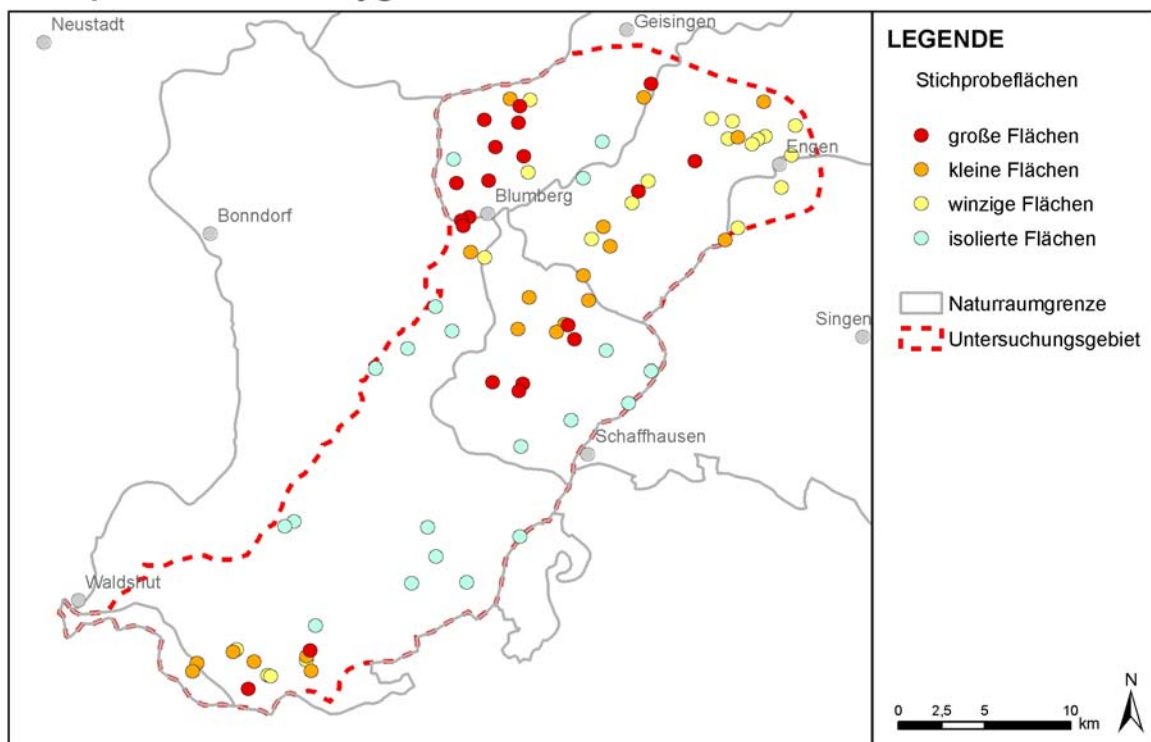 Neustadt
Geisingen
Engen
Blumberg
Bonndorf
Singen
Schaffhausen
Waldshut
LEGENDE
Stichprobeflächen
große Flächen
kleine Flächen
winzige Flächen
isolierte Flächen
Naturraumgrenze
Untersuchungsgebiet
N
0 2,5 5 10
km